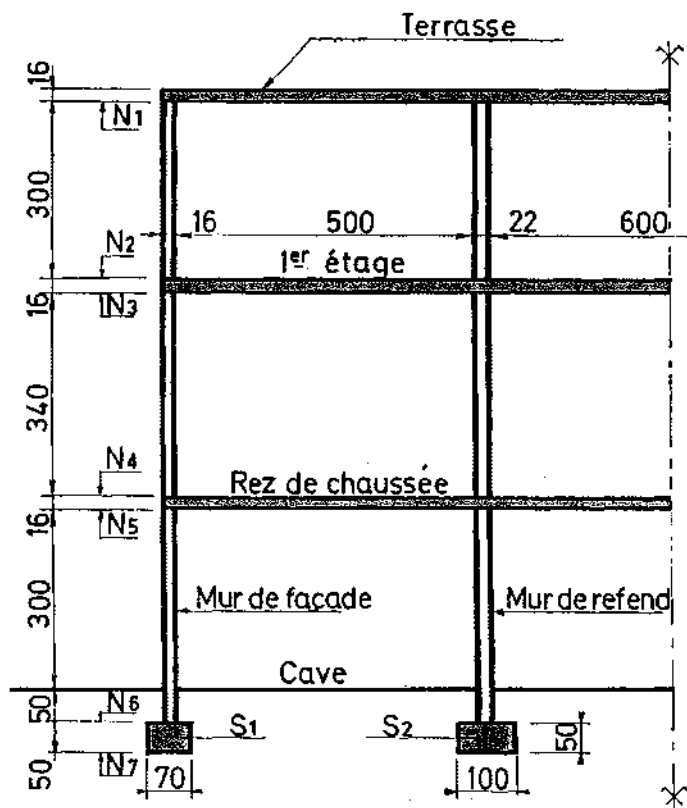 Terrasse
16
N1
300
N2
16
500
22
600
1er étage
16
N3
340
N4
Rez de chaussée
16
N5
300
Mur de façade
Mur de refend
Cave
50
N6
S1
S2
50
50
N7
70
100